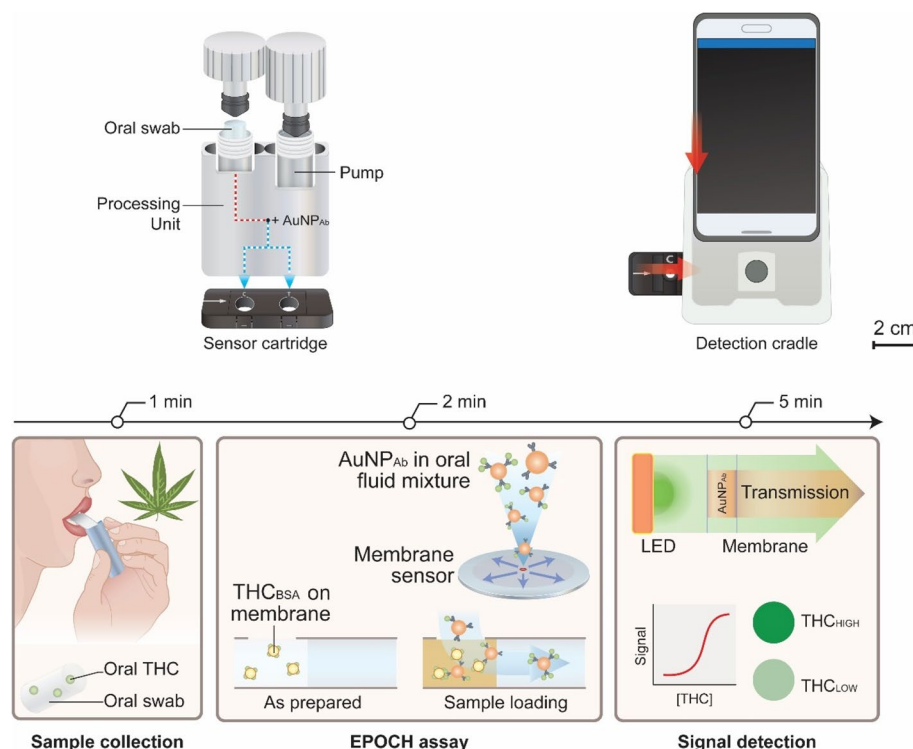 Oral swab
Pump
Processing
Unit
+ AuNPAb
C
T
Sensor cartridge
C
Detection cradle
2 cm
1 min
2 min
5 min
Oral THC
Oral swab
AuNPAb in oral
fluid mixture
Membrane
sensor
THCBSA on
membrane
As prepared
Sample loading
AuNPAb
Transmission
LED
Membrane
Signal
[THC]
THCHIGH
THCLOW
Sample collection
EPOCH assay
Signal detection